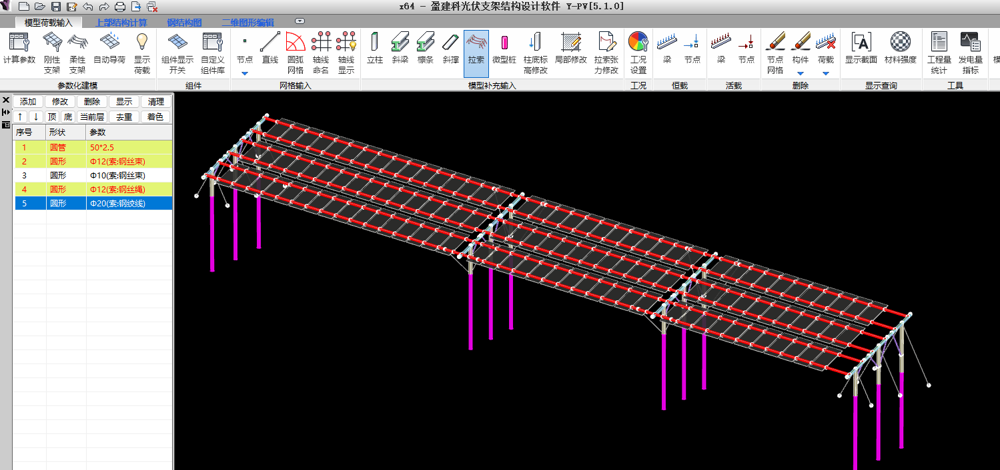 x64 - 盈建科光伏支架结构设计软件 Y-PV[5.1.0]
模型荷载输入 上部结构计算 钢结构图 二维图形编辑
计算参数 刚性支架 柔性支架 自动导荷 显示荷载 组件显示开关 自定义组件库 节点 直线 圆弧网格 轴线命名 轴线显示 立柱 斜梁 檩条 斜撑 拉索 微型桩 柱底标高修改 局部修改 拉索张力修改 工况设置 梁 节点 梁 节点 节点网格 构件 荷载 显示截面 材料强度 工程量统计 发电量指标 模
参数化建模 组件 网格输入 模型补充输入 工况 恒载 活载 删除 显示查询 工具
添加 修改 删除 显示 清理
↑ ↓ 顶 底 当前层 去重 着色
序号 形状 参数
1 圆管 50*2.5
2 圆形 Φ12(索:钢丝束)
3 圆形 Φ10(索:钢丝束)
4 圆形 Φ12(索:钢丝绳)
5 圆形 Φ20(索:钢绞线)